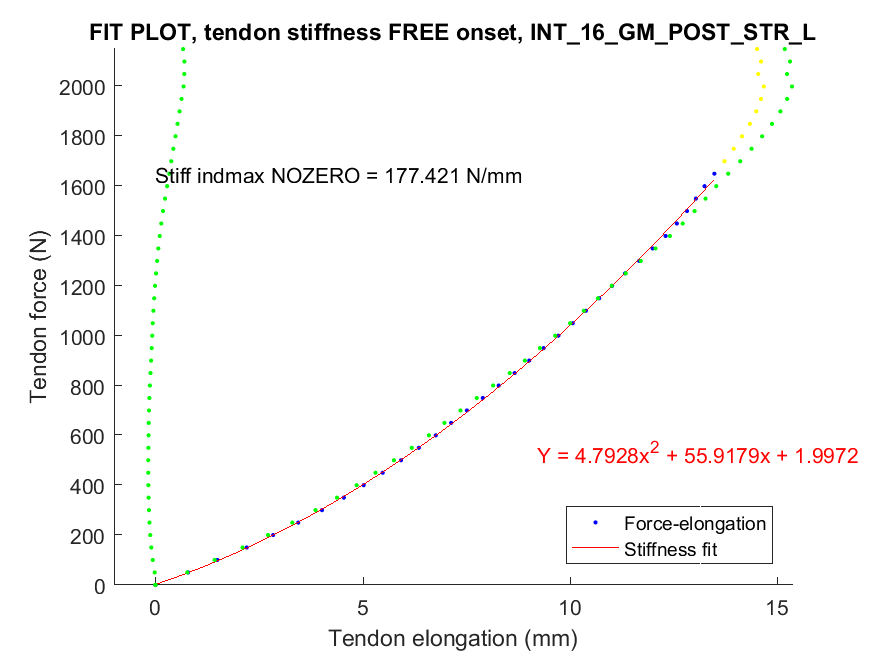 FIT PLOT, tendon stiffness FREE onset, INT_16_GM_POST_STR_L
2000
1800
Stiff indmax NOZERO = 177.421 N/mm
1600
1400
1200
1000
800
600
400
200
0
Tendon force (N)
Y = 4.7928x² + 55.9179x + 1.9972
Force-elongation
Stiffness fit
0 5 10 15
Tendon elongation (mm)